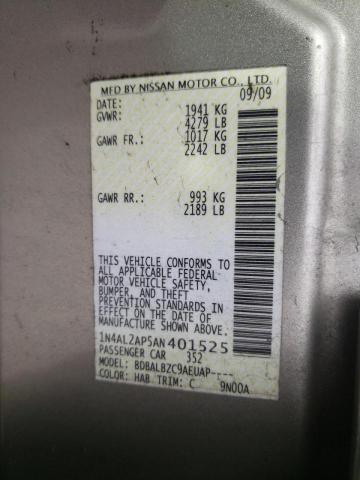 MFD BY NISSAN MOTOR CO., LTD.
DATE: 09/09
GVWR: 1941 KG
4279 LB
GAWR FR.: 1017 KG
2242 LB
GAWR RR.: 993 KG
2189 LB
THIS VEHICLE CONFORMS TO
ALL APPLICABLE FEDERAL
MOTOR VEHICLE SAFETY,
BUMPER, AND THEFT
PREVENTION STANDARDS IN
EFFECT ON THE DATE OF
MANUFACTURE SHOWN ABOVE.
1N4AL2AP5AN401525
PASSENGER CAR 352
MODEL: BDBALBZC9AEUAP----
COLOR: HAB TRIM: C 9N00A